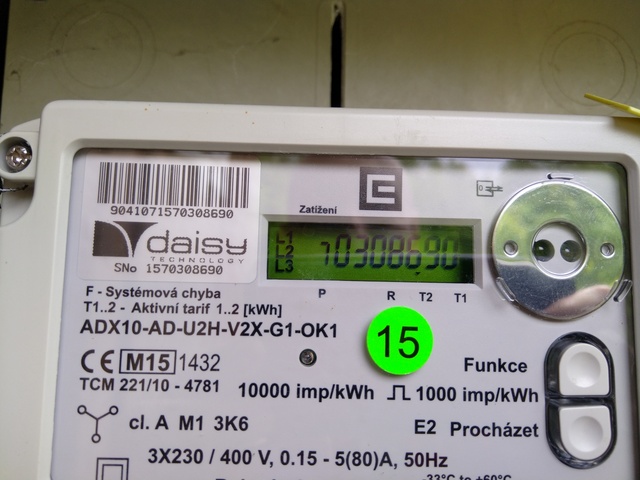 9041071570308690
daisy
TECHNOLOGY
SNo 1570308690
Zatížení
L1
L2
L3
70308690
P R T2 T1
F - Systémová chyba
T1..2 - Aktivní tarif 1..2 [kWh]
ADX10-AD-U2H-V2X-G1-OK1
15
CE M15 1432
TCM 221/10 - 4781
10000 imp/kWh 1000 imp/kWh
Funkce
cl. A M1 3K6
E2 Procházet
3X230 / 400 V, 0.15 - 5(80)A, 50Hz